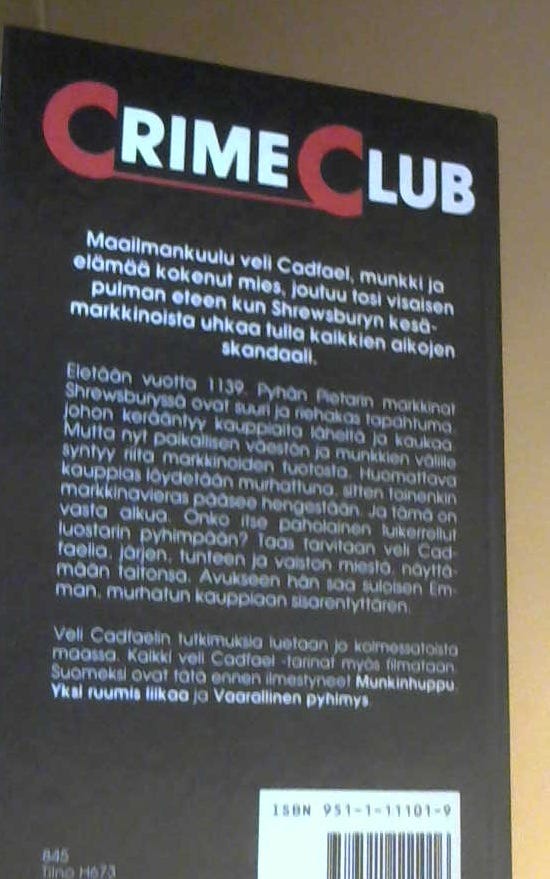 CRIME CLUB
Maailmankuulu veli Cadfael, munkki ja
elämää kokenut mies, joutuu tosi visaisen
pulman eteen kun Shrewsburyn kesä-
markkinoista uhkaa tulla kaikkien aikojen
skandaali.
Eletään vuotta 1139. Pyhän Pietarin markkinat
Shrewsburyssä ovat suuri ja riehakas tapahtuma,
johon kerääntyy kauppiaita läheltä ja kaukaa.
Mutta nyt paikallisen väestön ja munkkien välille
syntyy riita markkinoiden tuotosta. Huomattava
kauppias löydetään murhattuna, sitten toinenkin
markkinavieras pääsee hengestään. Ja tämä on
vasta alkua. Onko itse paholainen luikerrellut
luostarin pyhimpään? Taas tarvitaan veli Cad-
faelia, järjen, tunteen ja vaiston miestä, näyttä-
mään taitonsa. Avukseen hän saa suloisen Em-
man, murhatun kauppiaan sisarentyttären.
Veli Cadfaelin tutkimuksia luetaan jo kolmessatoista
maassa. Kaikki veli Cadfael -tarinat myös filmataan.
Suomeksi ovat tätä ennen ilmestyneet Munkinhuppu,
Yksi ruumis liikaa ja Vaarallinen pyhimys.
ISBN 951-1-11101-9
845
Tilno H673